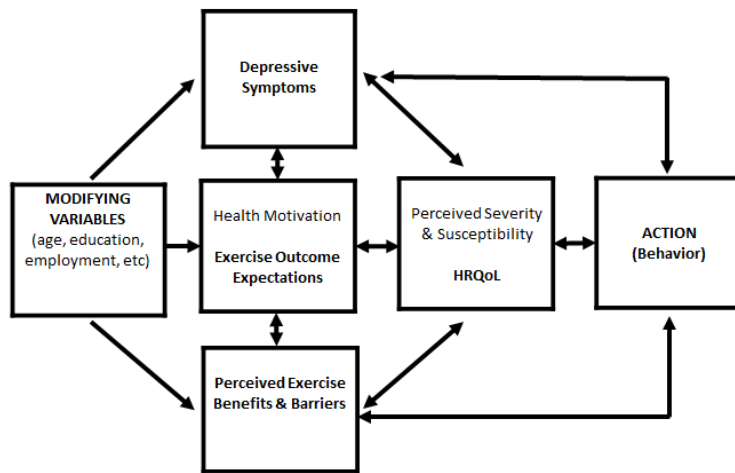 Depressive
Symptoms
MODIFYING
VARIABLES
(age, education,
employment, etc)
Health Motivation
Exercise Outcome
Expectations
Perceived Severity
& Susceptibility
HRQoL
ACTION
(Behavior)
Perceived Exercise
Benefits & Barriers